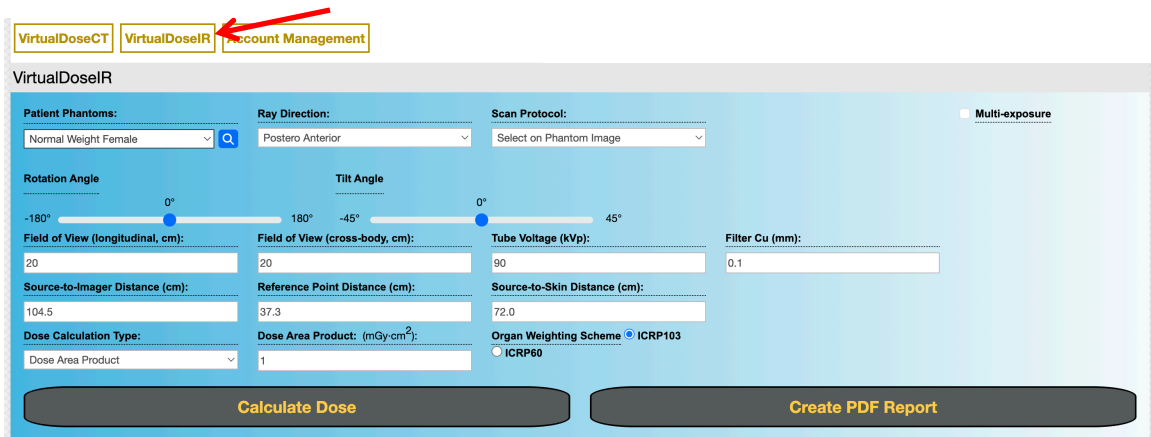 VirtualDoseCT VirtualDoseIR Account Management
VirtualDoseIR
Patient Phantoms: Ray Direction: Scan Protocol: Multi-exposure
Normal Weight Female Postero Anterior Select on Phantom Image
Rotation Angle Tilt Angle
0° 0°
-180° 180° -45° 45°
Field of View (longitudinal, cm): Field of View (cross-body, cm): Tube Voltage (kVp): Filter Cu (mm):
20 20 90 0.1
Source-to-Imager Distance (cm): Reference Point Distance (cm): Source-to-Skin Distance (cm):
104.5 37.3 72.0
Dose Calculation Type: Dose Area Product: (mGy·cm²): Organ Weighting Scheme ICRP103
Dose Area Product 1 ICRP60
Calculate Dose Create PDF Report